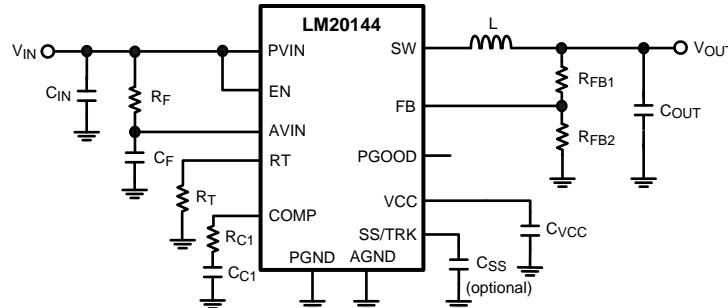 LM20144
VIN
PVIN
SW
L
VOUT
CIN
RF
EN
RFB1
FB
COUT
AVIN
CF
RFB2
RT
PGOOD
RT
VCC
COMP
RC1
SS/TRK
CVCC
CC1
PGND
AGND
CSS
(optional)